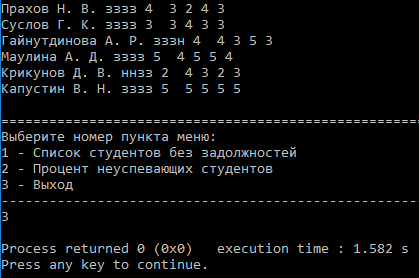 Прахов Н. В. зззз 4  3 2 4 3
Суслов Г. К. зззз 3  3 4 3 3
Гайнутдинова А. Р. зззн 4  4 3 5 3
Маулина А. Д. зззз 5  4 5 5 4
Крикунов Д. В. ннзз 2  4 3 2 3
Капустин В. Н. зззз 5  5 5 5 5
====================================================
Выберите номер пункта меню:
1 - Список студентов без задолжностей
2 - Процент неуспевающих студентов
3 - Выход
----------------------------------------------------
3
Process returned 0 (0x0)   execution time : 1.582 s
Press any key to continue.